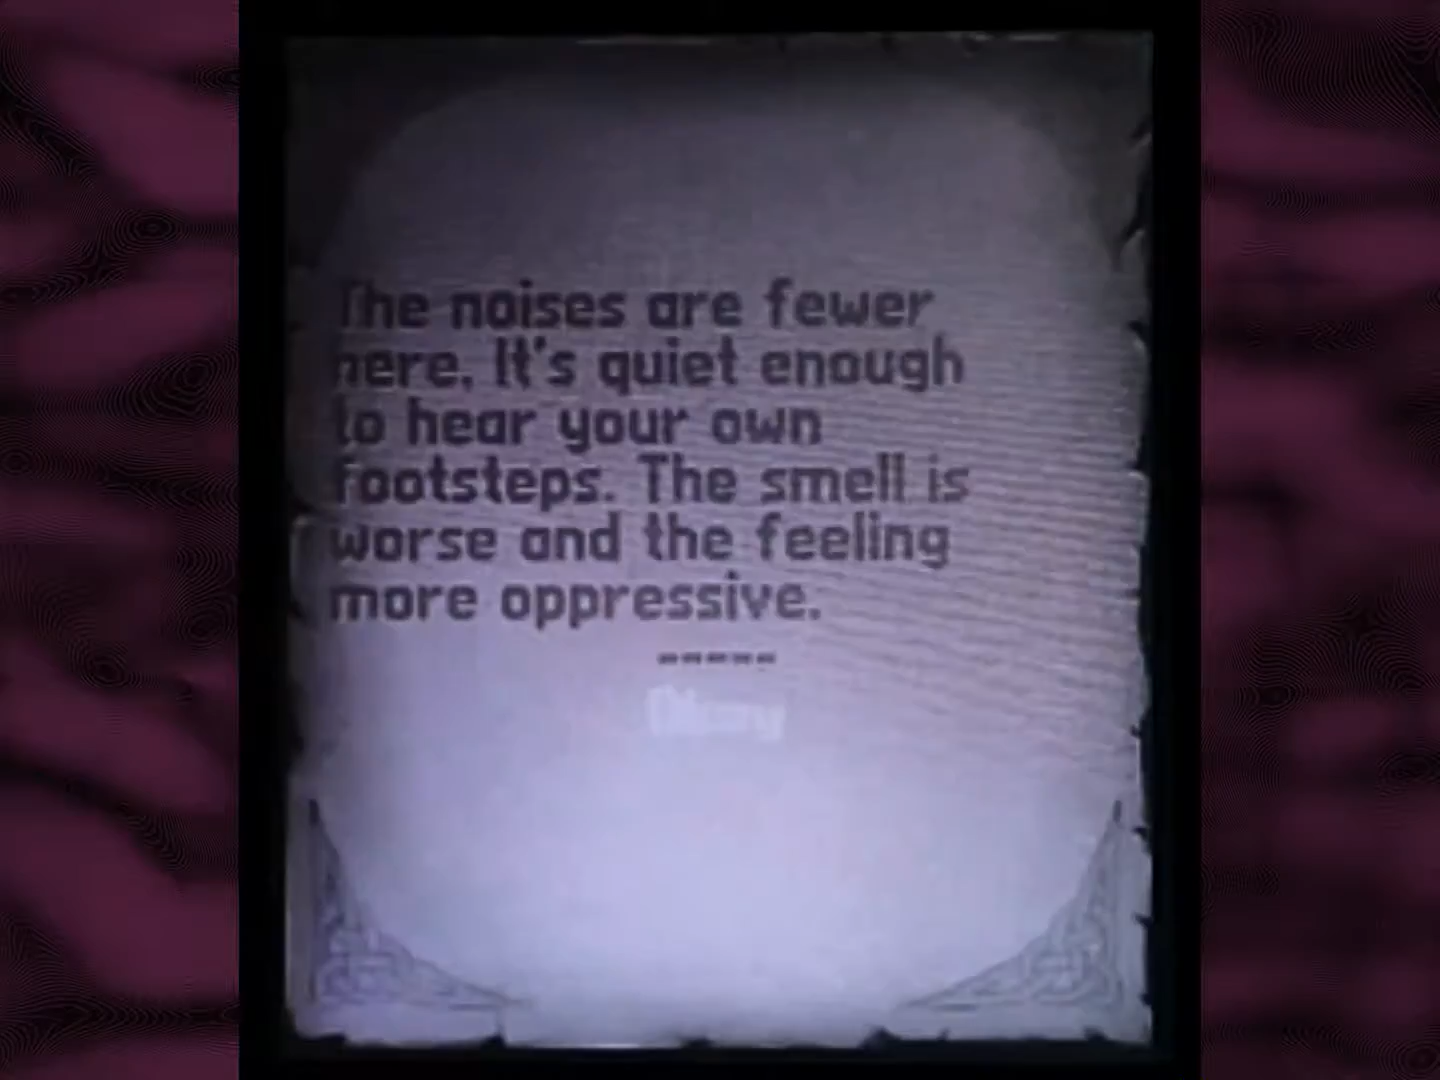 The noises are fewer
here. It's quiet enough
to hear your own
footsteps. The smell is
worse and the feeling
more oppressive.
-----